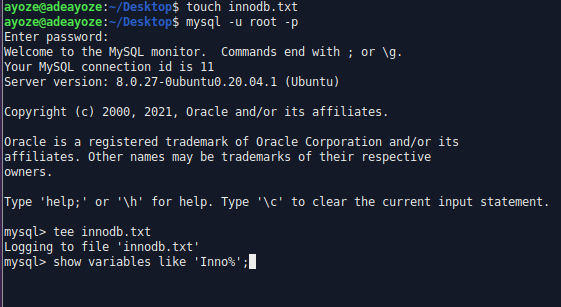 ayoze@adeayoze:~/Desktop$ touch innodb.txt
ayoze@adeayoze:~/Desktop$ mysql -u root -p
Enter password:
Welcome to the MySQL monitor.  Commands end with ; or \g.
Your MySQL connection id is 11
Server version: 8.0.27-0ubuntu0.20.04.1 (Ubuntu)

Copyright (c) 2000, 2021, Oracle and/or its affiliates.

Oracle is a registered trademark of Oracle Corporation and/or its
affiliates. Other names may be trademarks of their respective
owners.

Type 'help;' or '\h' for help. Type '\c' to clear the current input statement.

mysql> tee innodb.txt
Logging to file 'innodb.txt'
mysql> show variables like 'Inno%';